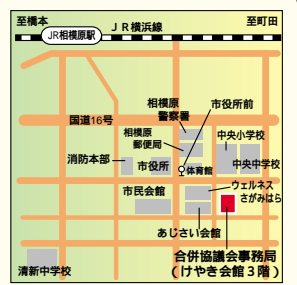 至橋本
JR横浜線
至町田
JR相模原駅
相模原
警察署
市役所前
国道16号
相模原
郵便局
中央小学校
消防本部
市役所
体育館
中央中学校
市民会館
ウェルネス
さがみはら
あじさい会館
合併協議会事務局
(けやき会館3階)
清新中学校